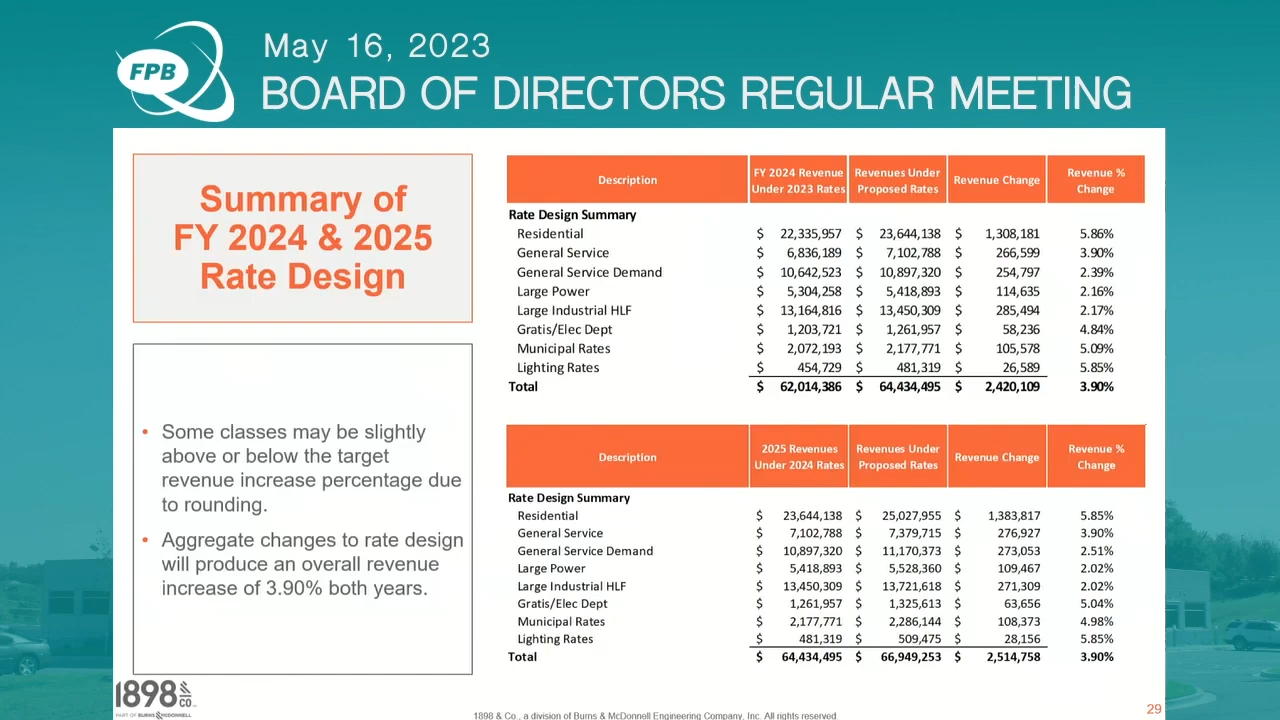 FPB
May 16, 2023
BOARD OF DIRECTORS REGULAR MEETING
Summary of
FY 2024 & 2025
Rate Design
• Some classes may be slightly
above or below the target
revenue increase percentage due
to rounding.
• Aggregate changes to rate design
will produce an overall revenue
increase of 3.90% both years.
Description FY 2024 Revenue Under 2023 Rates Revenues Under Proposed Rates Revenue Change Revenue % Change
Rate Design Summary
Residential $ 22,335,957 $ 23,644,138 $ 1,308,181 5.86%
General Service $ 6,836,189 $ 7,102,788 $ 266,599 3.90%
General Service Demand $ 10,642,523 $ 10,897,320 $ 254,797 2.39%
Large Power $ 5,304,258 $ 5,418,893 $ 114,635 2.16%
Large Industrial HLF $ 13,164,816 $ 13,450,309 $ 285,494 2.17%
Gratis/Elec Dept $ 1,203,721 $ 1,261,957 $ 58,236 4.84%
Municipal Rates $ 2,072,193 $ 2,177,771 $ 105,578 5.09%
Lighting Rates $ 454,729 $ 481,319 $ 26,589 5.85%
Total $ 62,014,386 $ 64,434,495 $ 2,420,109 3.90%
Description 2025 Revenues Under 2024 Rates Revenues Under Proposed Rates Revenue Change Revenue % Change
Rate Design Summary
Residential $ 23,644,138 $ 25,027,955 $ 1,383,817 5.85%
General Service $ 7,102,788 $ 7,379,715 $ 276,927 3.90%
General Service Demand $ 10,897,320 $ 11,170,373 $ 273,053 2.51%
Large Power $ 5,418,893 $ 5,528,360 $ 109,467 2.02%
Large Industrial HLF $ 13,450,309 $ 13,721,618 $ 271,309 2.02%
Gratis/Elec Dept $ 1,261,957 $ 1,325,613 $ 63,656 5.04%
Municipal Rates $ 2,177,771 $ 2,286,144 $ 108,373 4.98%
Lighting Rates $ 481,319 $ 509,475 $ 28,156 5.85%
Total $ 64,434,495 $ 66,949,253 $ 2,514,758 3.90%
1898 & CO
PART OF BURNS & MCDONNELL
1898 & Co., a division of Burns & McDonnell Engineering Company, Inc. All rights reserved.
29